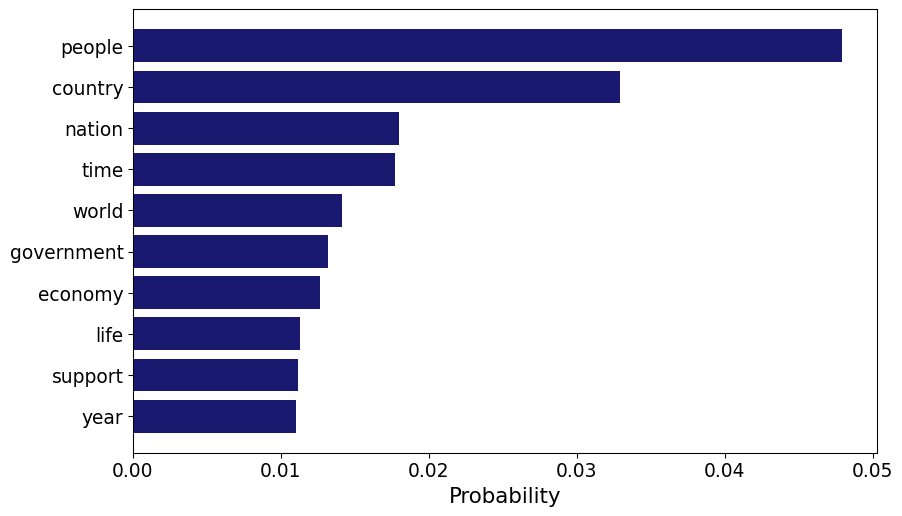 people
country
nation
time
world
government
economy
life
support
year
0.00 0.01 0.02 0.03 0.04 0.05
Probability